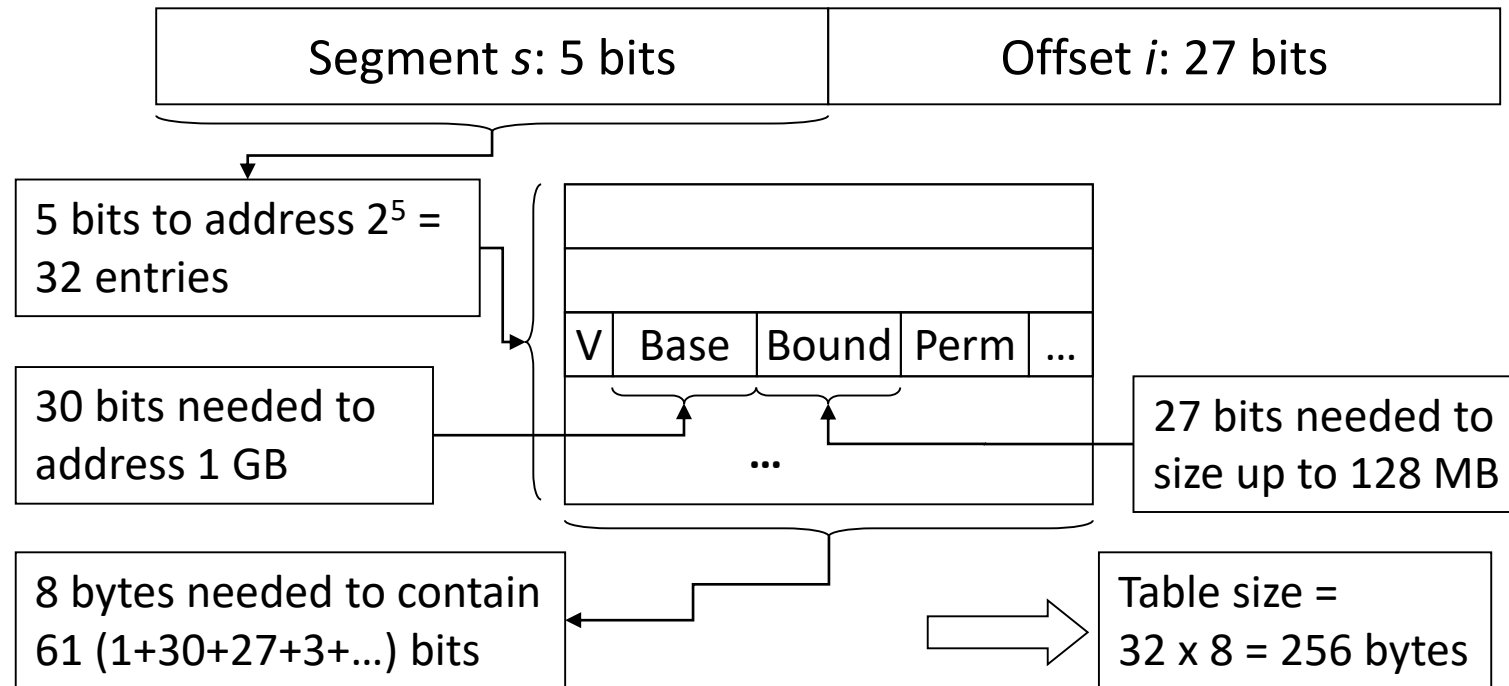 Segment s: 5 bits
Offset i: 27 bits
5 bits to address 2⁵ =
32 entries
V
Base
Bound
Perm
...
30 bits needed to
address 1 GB
...
27 bits needed to
size up to 128 MB
8 bytes needed to contain
61 (1+30+27+3+...) bits
Table size =
32 x 8 = 256 bytes